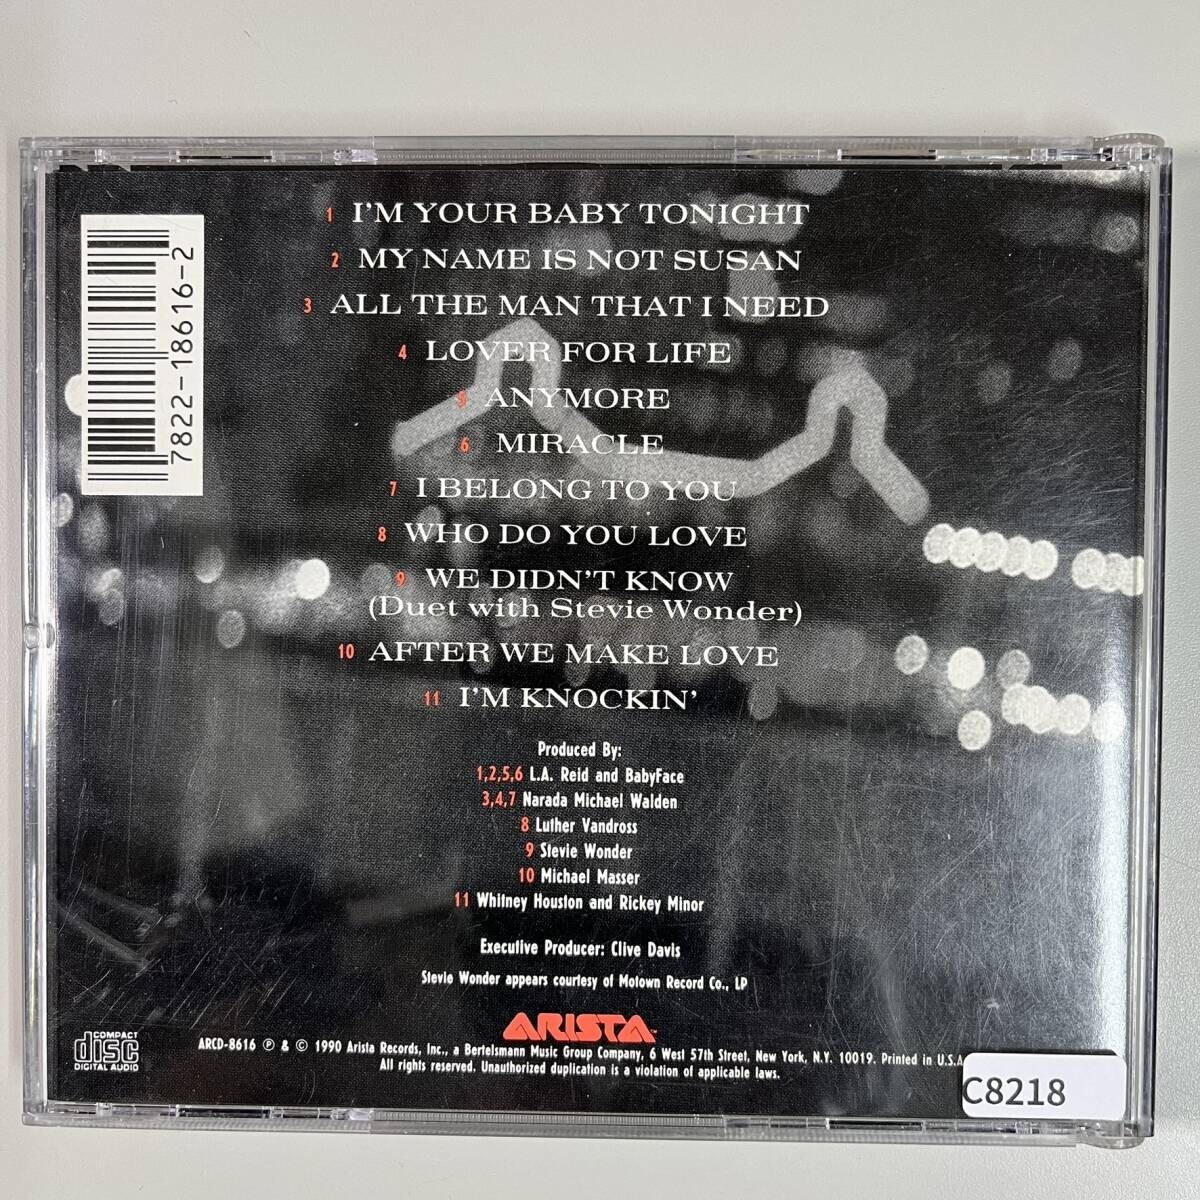 1 I'M YOUR BABY TONIGHT
2 MY NAME IS NOT SUSAN
3 ALL THE MAN THAT I NEED
4 LOVER FOR LIFE
5 ANYMORE
6 MIRACLE
7 I BELONG TO YOU
8 WHO DO YOU LOVE
9 WE DIDN'T KNOW
(Duet with Stevie Wonder)
10 AFTER WE MAKE LOVE
11 I'M KNOCKIN'
7822-18616-2
Produced By:
1,2,5,6 L.A. Reid and BabyFace
3,4,7 Narada Michael Walden
8 Luther Vandross
9 Stevie Wonder
10 Michael Masser
11 Whitney Houston and Rickey Minor
Executive Producer: Clive Davis
Stevie Wonder appears courtesy of Motown Record Co., LP
ARISTA™
COMPACT
disc
DIGITAL AUDIO
ARCD-8616 ℗ & © 1990 Arista Records, Inc., a Bertelsmann Music Group Company, 6 West 57th Street, New York, N.Y. 10019. Printed in U.S.A.
All rights reserved. Unauthorized duplication is a violation of applicable laws.
C8218